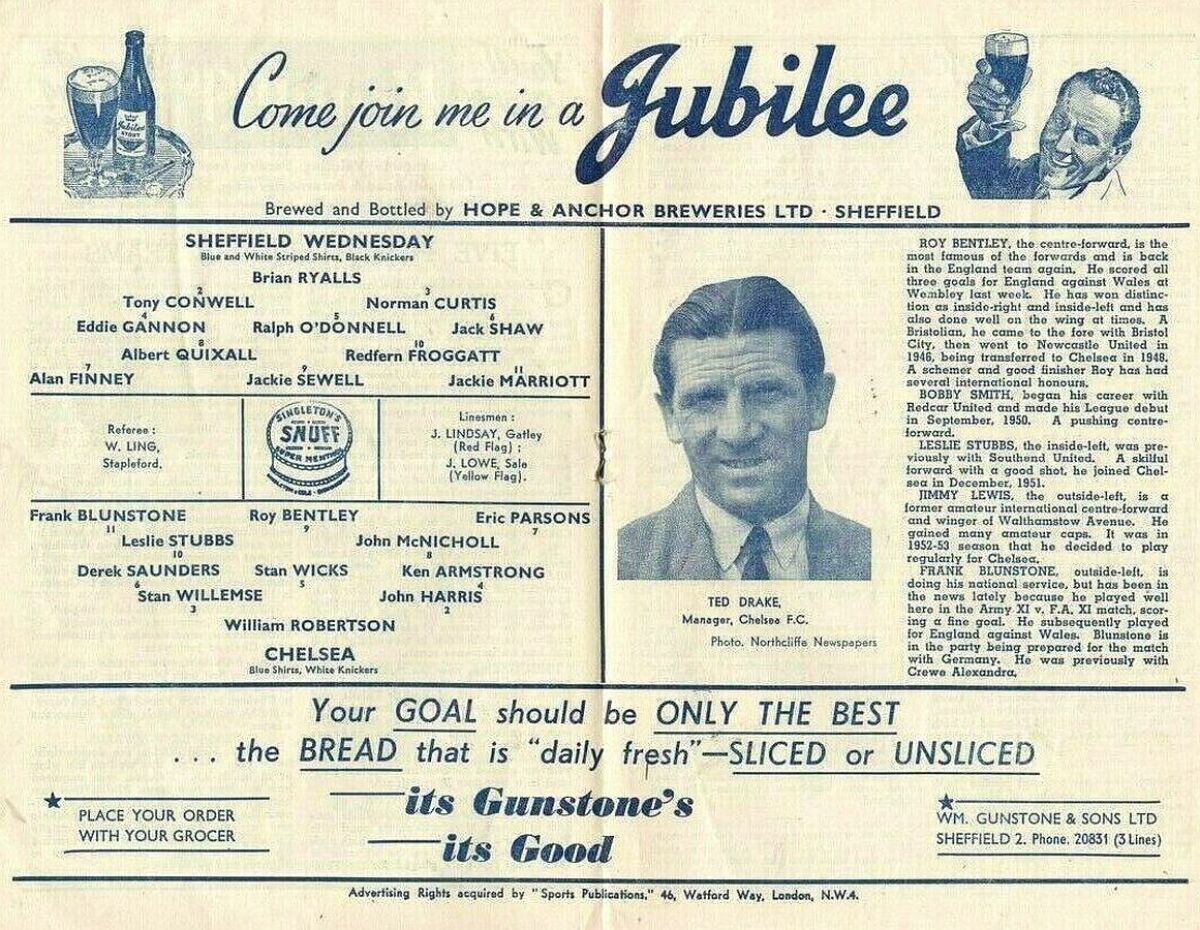 Come join me in a Jubilee
Jubilee
STOUT
Brewed and Bottled by HOPE & ANCHOR BREWERIES LTD · SHEFFIELD
SHEFFIELD WEDNESDAY
Blue and White Striped Shirts, Black Knickers
Brian RYALLS
2 3
Tony CONWELL Norman CURTIS
4 5 6
Eddie GANNON Ralph O'DONNELL Jack SHAW
8 10
Albert QUIXALL Redfern FROGGATT
7 9 11
Alan FINNEY Jackie SEWELL Jackie MARRIOTT
Referee :
W. LING,
Stapleford.
SINGLETON'S
SNUFF
SUPER MENTHOL
Linesmen :
J. LINDSAY, Gatley
(Red Flag) :
J. LOWE, Sale
(Yellow Flag).
Frank BLUNSTONE Roy BENTLEY Eric PARSONS
11 9 7
Leslie STUBBS John McNICHOLL
10 8
Derek SAUNDERS Stan WICKS Ken ARMSTRONG
6 5 4
Stan WILLEMSE John HARRIS
3 2
William ROBERTSON
CHELSEA
Blue Shirts, White Knickers
TED DRAKE,
Manager, Chelsea F.C.
Photo. Northcliffe Newspapers
ROY BENTLEY, the centre-forward, is the
most famous of the forwards and is back
in the England team again. He scored all
three goals for England against Wales at
Wembley last week. He has won distinc-
tion as inside-right and inside-left and has
also done well on the wing at times. A
Bristolian, he came to the fore with Bristol
City, then went to Newcastle United in
1946, being transferred to Chelsea in 1948.
A schemer and good finisher Roy has had
several international honours.
BOBBY SMITH, began his career with
Redcar United and made his League debut
in September, 1950. A pushing centre-
forward.
LESLIE STUBBS, the inside-left, was pre-
viously with Southend United. A skilful
forward with a good shot, he joined Chel-
sea in December, 1951.
JIMMY LEWIS, the outside-left, is a
former amateur international centre-forward
and winger of Walthamstow Avenue. He
gained many amateur caps. It was in
1952-53 season that he decided to play
regularly for Chelsea.
FRANK BLUNSTONE, outside-left, is
doing his national service, but has been in
the news lately because he played well
here in the Army XI v. F.A. XI match, scor-
ing a fine goal. He subsequently played
for England against Wales. Blunstone is
in the party being prepared for the match
with Germany. He was previously with
Crewe Alexandra.
Your GOAL should be ONLY THE BEST
... the BREAD that is "daily fresh"—SLICED or UNSLICED
its Gunstone's
its Good
PLACE YOUR ORDER
WITH YOUR GROCER
WM. GUNSTONE & SONS LTD
SHEFFIELD 2. Phone. 20831 (3 Lines)
Advertising Rights acquired by "Sports Publications," 46, Watford Way, London, N.W.4.